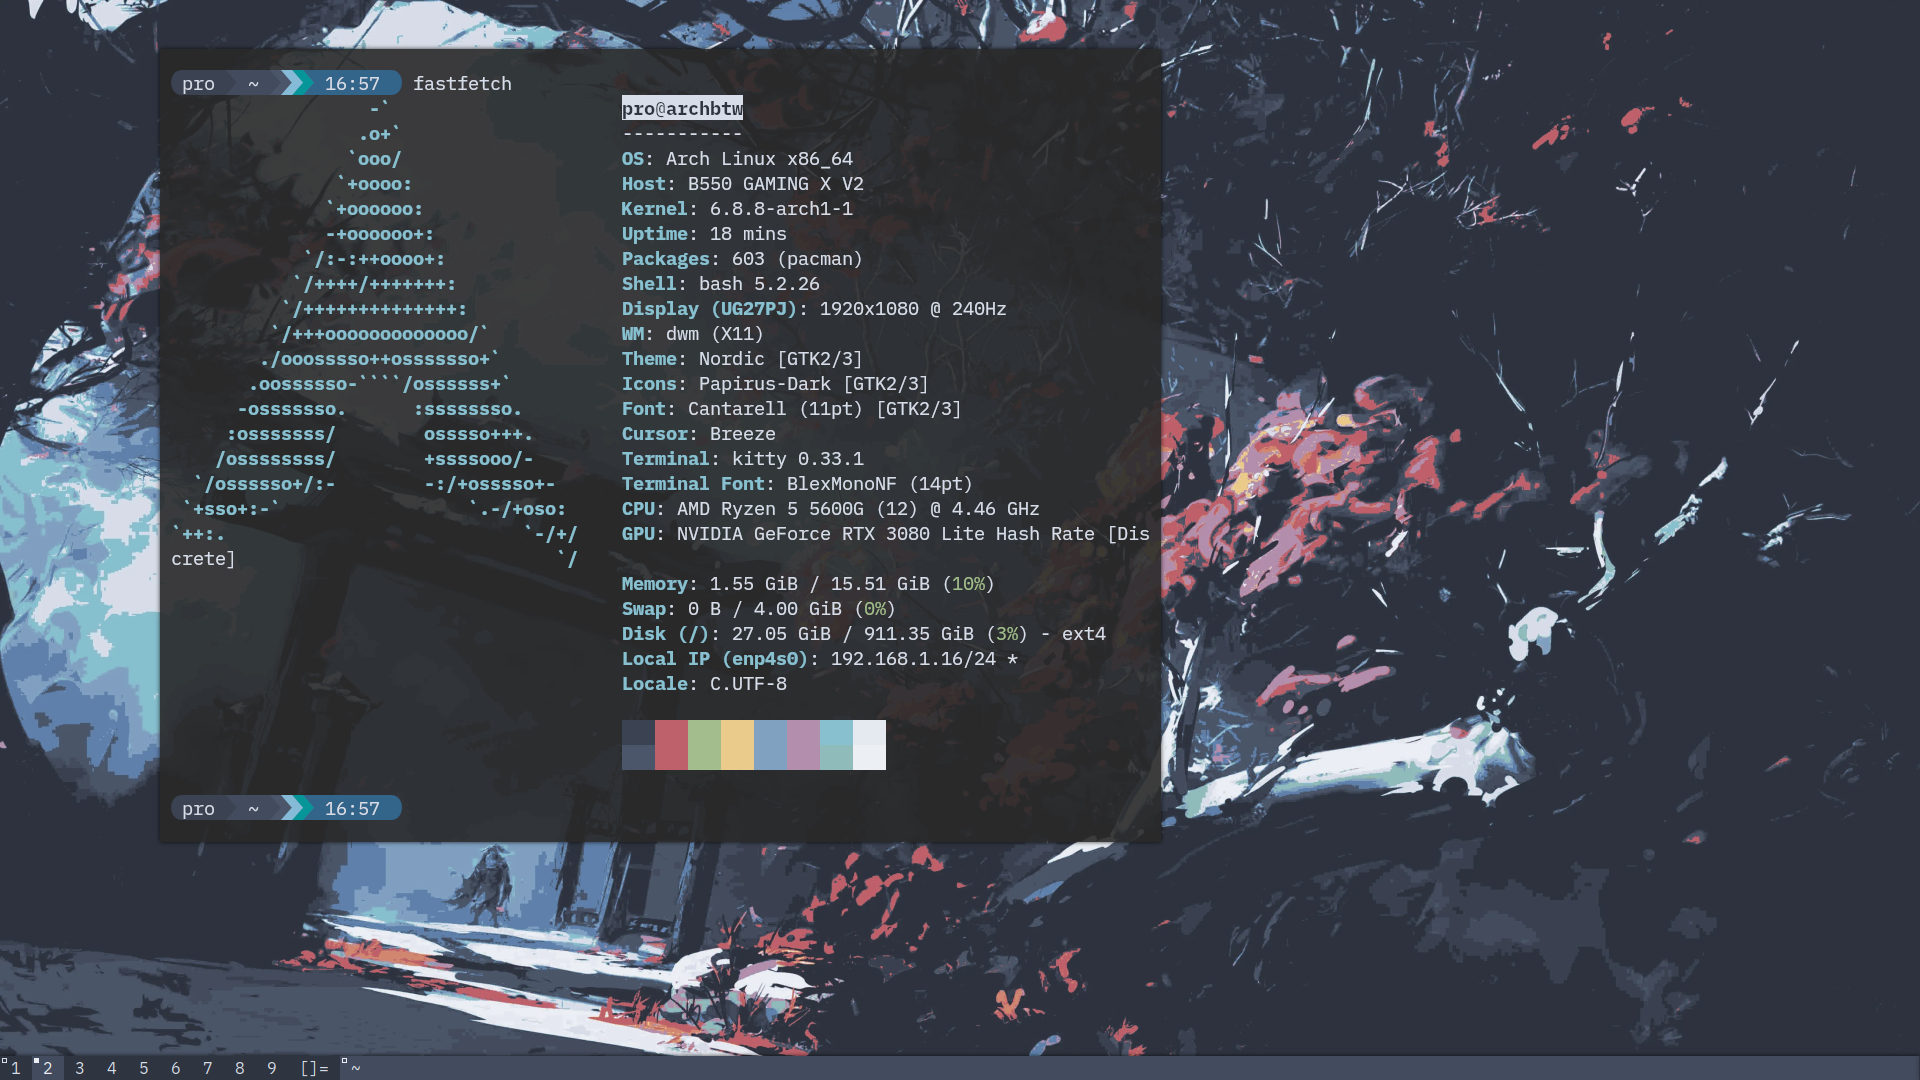 pro ~ 16:57 fastfetch
-`
pro@archbtw
.o+`
-----------
`ooo/
OS: Arch Linux x86_64
`+oooo:
Host: B550 GAMING X V2
`+oooooo:
Kernel: 6.8.8-arch1-1
-+oooooo+:
Uptime: 18 mins
`/:-:++oooo+:
Packages: 603 (pacman)
`/++++/+++++++:
Shell: bash 5.2.26
`/++++++++++++++:
Display (UG27PJ): 1920x1080 @ 240Hz
`/+++ooooooooooooo/`
WM: dwm (X11)
./ooosssso++osssssso+`
Theme: Nordic [GTK2/3]
.oossssso-````/ossssss+`
Icons: Papirus-Dark [GTK2/3]
-osssssso.      :ssssssso.
Font: Cantarell (11pt) [GTK2/3]
:osssssss/        osssso+++.
Cursor: Breeze
/ossssssss/        +ssssooo/-
Terminal: kitty 0.33.1
`/ossssso+/:-        -:/+osssso+-
Terminal Font: BlexMonoNF (14pt)
`+sso+:-`                 `.-/+oso:
CPU: AMD Ryzen 5 5600G (12) @ 4.46 GHz
`++:.                           `-/+/
GPU: NVIDIA GeForce RTX 3080 Lite Hash Rate [Dis
crete]                             `/
Memory: 1.55 GiB / 15.51 GiB (10%)
Swap: 0 B / 4.00 GiB (0%)
Disk (/): 27.05 GiB / 911.35 GiB (3%) - ext4
Local IP (enp4s0): 192.168.1.16/24 *
Locale: C.UTF-8
pro ~ 16:57
1 2 3 4 5 6 7 8 9 []= ~